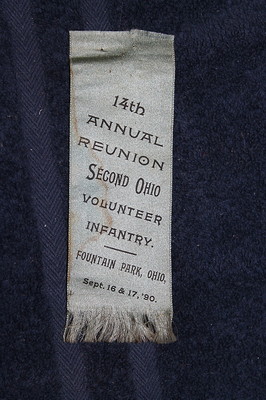 14th
ANNUAL
REUNION
SECOND OHIO
VOLUNTEER
INFANTRY.
FOUNTAIN PARK, OHIO,
Sept. 16 & 17, '90.